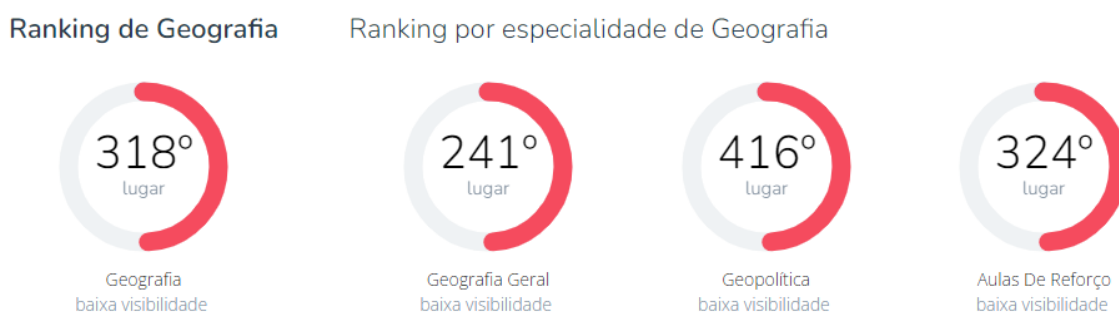 Ranking de Geografia
Ranking por especialidade de Geografia
318º
lugar
Geografia
baixa visibilidade
241º
lugar
Geografia Geral
baixa visibilidade
416º
lugar
Geopolítica
baixa visibilidade
324º
lugar
Aulas De Reforço
baixa visibilidade